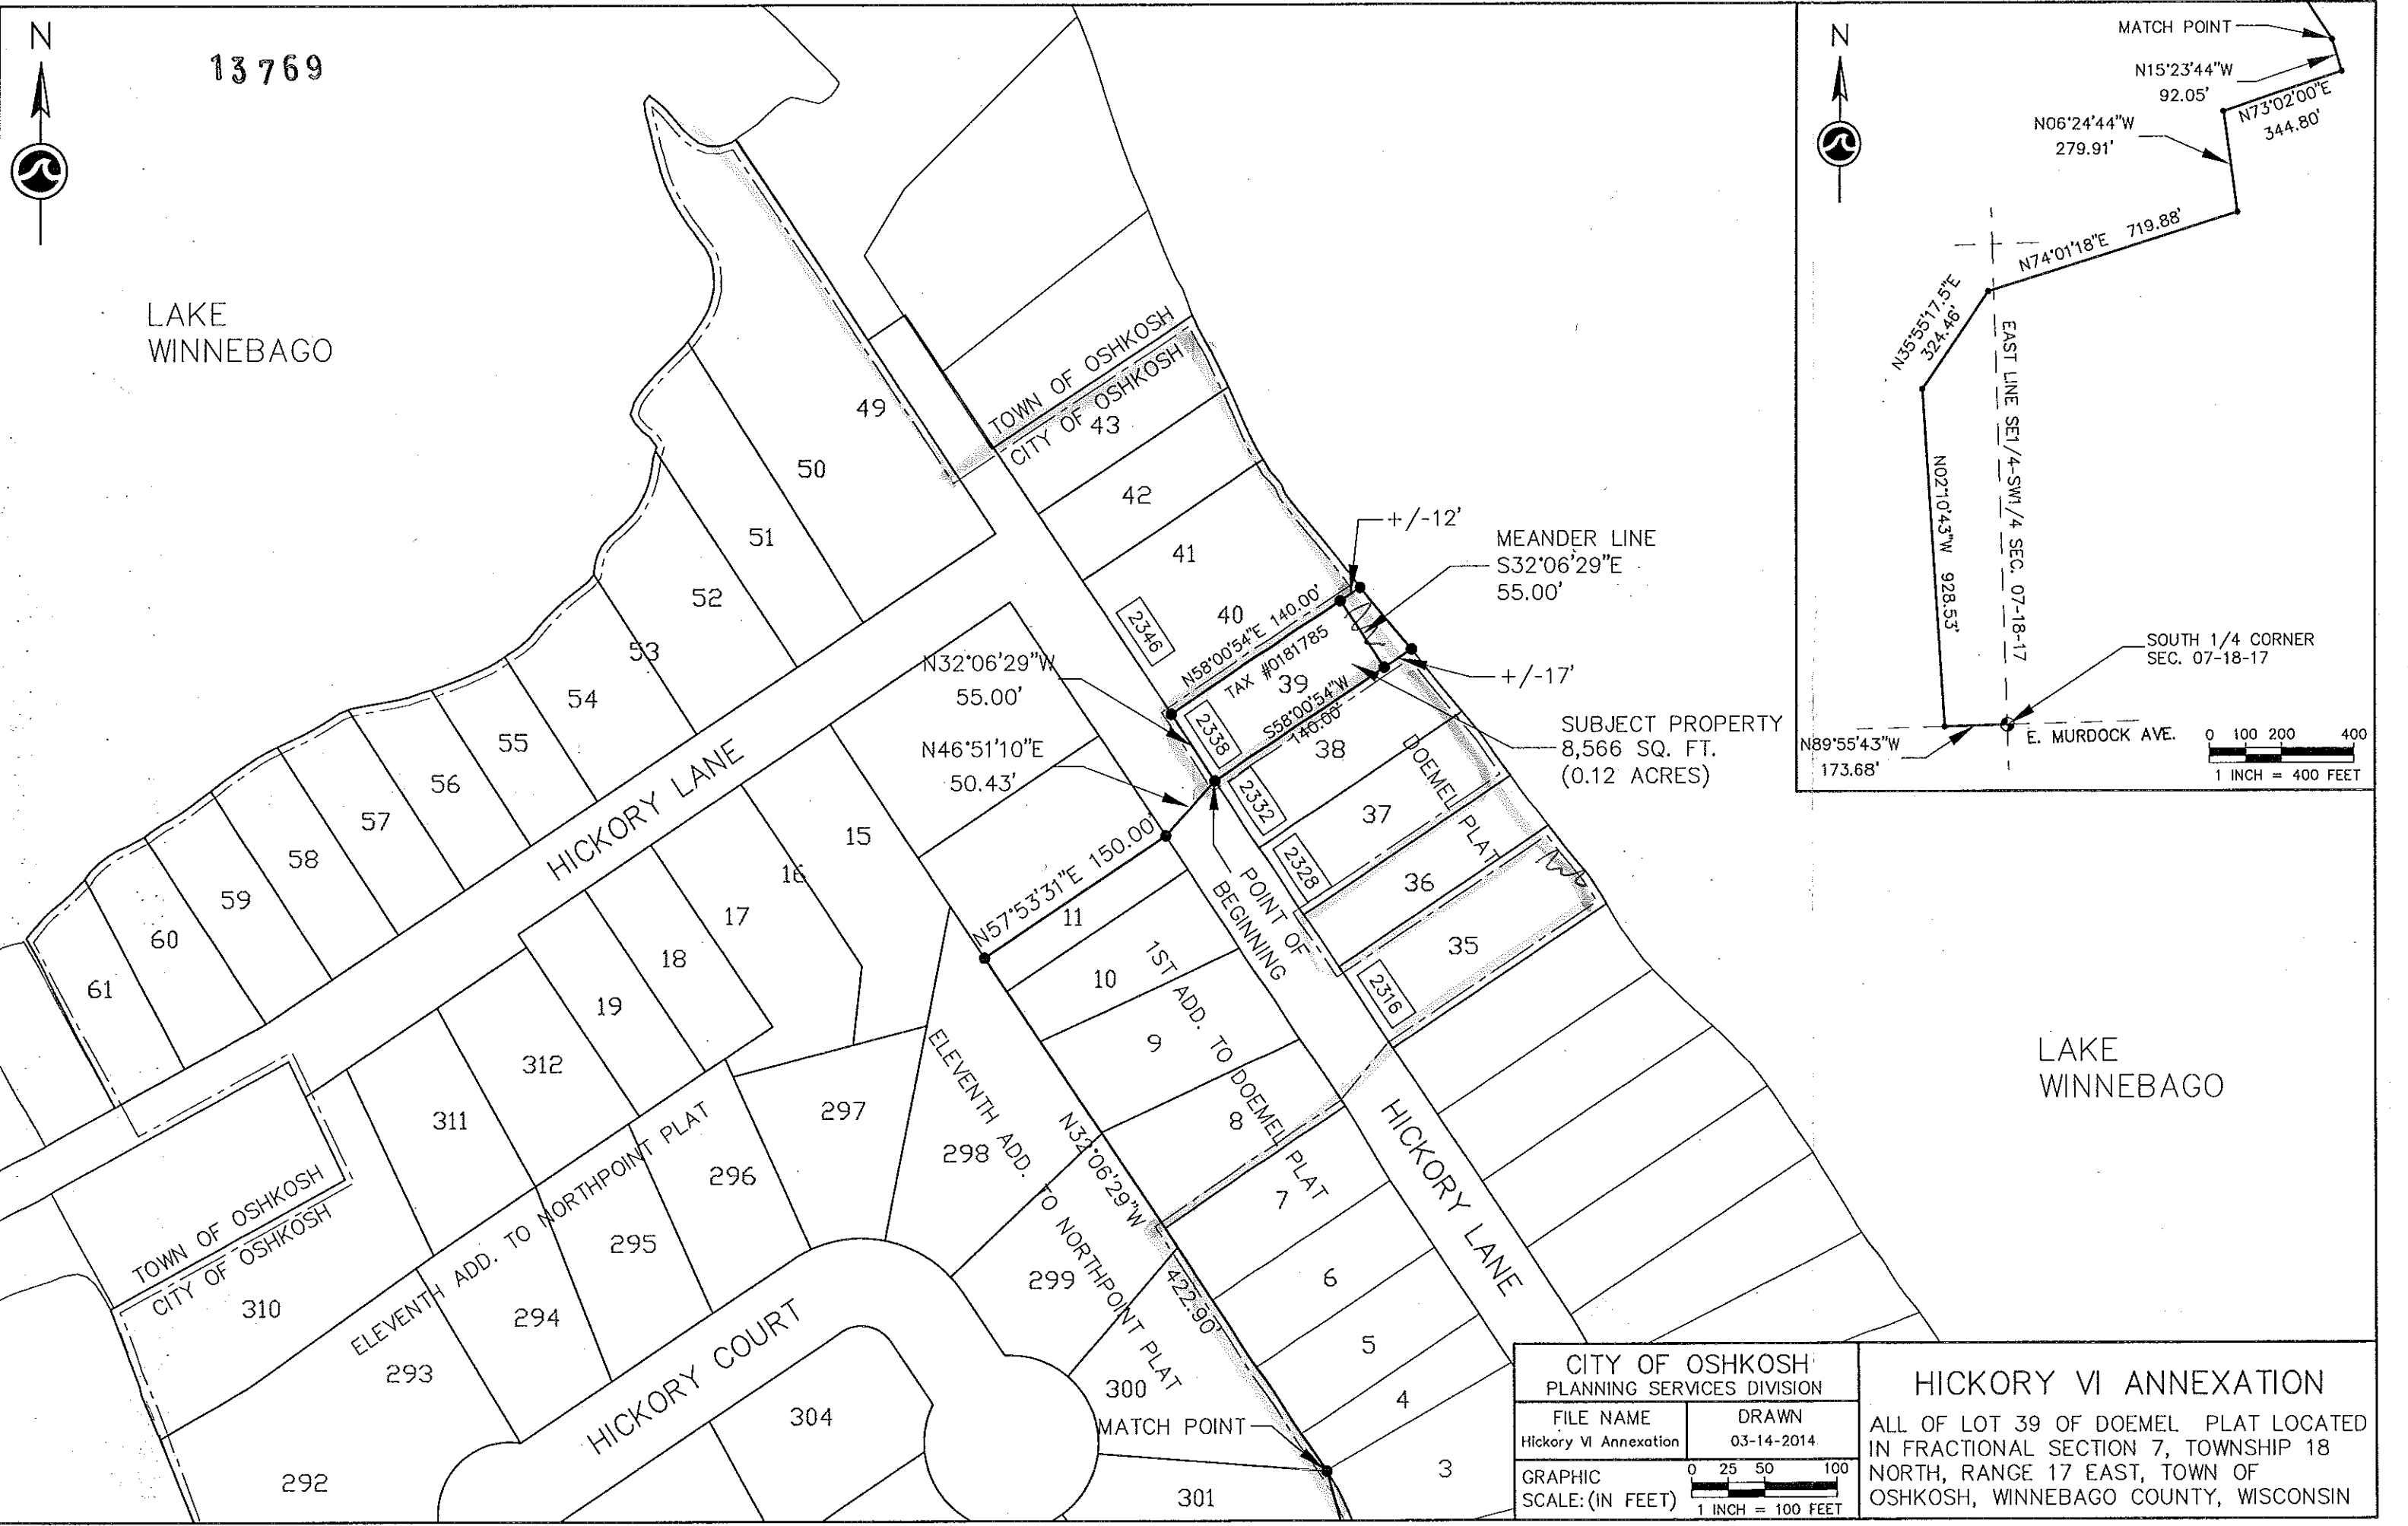 N
13769
LAKE
WINNEBAGO
LAKE
WINNEBAGO
TOWN OF OSHKOSH
CITY OF OSHKOSH
43
42
41
40
39
38
37
36
35
49
50
51
52
53
54
55
56
57
58
59
60
61
15
16
17
18
19
312
311
310
297
298
296
295
294
293
292
299
300
301
304
11
10
9
8
7
6
5
4
3
2346
2338
2332
2328
2316
+/-12'
MEANDER LINE
S32°06'29"E
55.00'
N58°00'54"E 140.00'
TAX #0181785
S58°00'54"W
140.00'
+/-17'
SUBJECT PROPERTY
8,566 SQ. FT.
(0.12 ACRES)
N32°06'29"W
55.00'
N46°51'10"E
50.43'
N57°53'31"E 150.00'
POINT OF
BEGINNING
DOEMEL PLAT
1ST ADD. TO DOEMEL PLAT
HICKORY LANE
HICKORY LANE
HICKORY COURT
ELEVENTH ADD. TO NORTHPOINT PLAT
ELEVENTH ADD. TO NORTHPOINT PLAT
N32°06'29"W
422.90'
MATCH POINT
TOWN OF OSHKOSH
CITY OF OSHKOSH
N
MATCH POINT
N15°23'44"W
92.05'
N73°02'00"E
344.80'
N06°24'44"W
279.91'
N74°01'18"E 719.88'
N35°55'17.5"E
324.46'
EAST LINE SE1/4-SW1/4 SEC. 07-18-17
N02°10'43"W 928.53'
SOUTH 1/4 CORNER
SEC. 07-18-17
N89°55'43"W
173.68'
E. MURDOCK AVE.
0 100 200 400
1 INCH = 400 FEET
CITY OF OSHKOSH
PLANNING SERVICES DIVISION
FILE NAME
Hickory VI Annexation
DRAWN
03-14-2014
GRAPHIC
SCALE:(IN FEET)
0 25 50 100
1 INCH = 100 FEET
HICKORY VI ANNEXATION
ALL OF LOT 39 OF DOEMEL PLAT LOCATED
IN FRACTIONAL SECTION 7, TOWNSHIP 18
NORTH, RANGE 17 EAST, TOWN OF
OSHKOSH, WINNEBAGO COUNTY, WISCONSIN